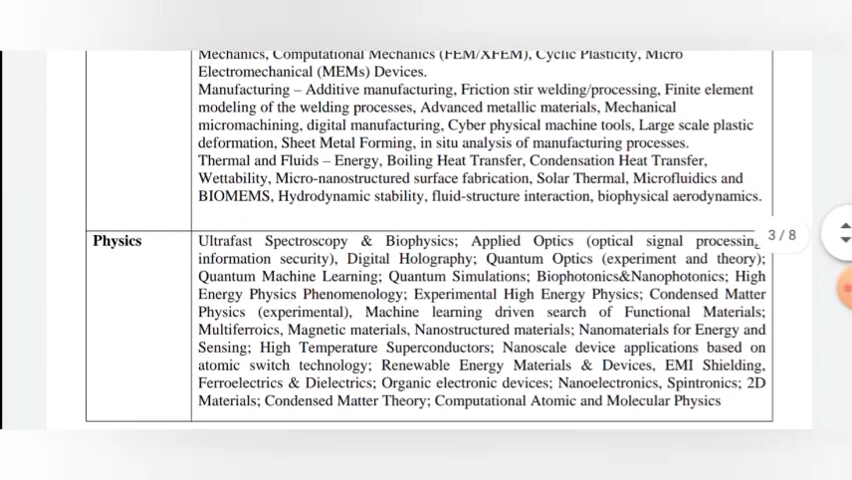 Mechanics, Computational Mechanics (FEM/XFEM), Cyclic Plasticity, Micro
Electromechanical (MEMs) Devices.
Manufacturing – Additive manufacturing, Friction stir welding/processing, Finite element
modeling of the welding processes, Advanced metallic materials, Mechanical
micromachining, digital manufacturing, Cyber physical machine tools, Large scale plastic
deformation, Sheet Metal Forming, in situ analysis of manufacturing processes.
Thermal and Fluids – Energy, Boiling Heat Transfer, Condensation Heat Transfer,
Wettability, Micro-nanostructured surface fabrication, Solar Thermal, Microfluidics and
BIOMEMS, Hydrodynamic stability, fluid-structure interaction, biophysical aerodynamics.
3 / 8
Physics
Ultrafast Spectroscopy & Biophysics; Applied Optics (optical signal processing
information security), Digital Holography; Quantum Optics (experiment and theory);
Quantum Machine Learning; Quantum Simulations; Biophotonics&Nanophotonics; High
Energy Physics Phenomenology; Experimental High Energy Physics; Condensed Matter
Physics (experimental), Machine learning driven search of Functional Materials;
Multiferroics, Magnetic materials, Nanostructured materials; Nanomaterials for Energy and
Sensing; High Temperature Superconductors; Nanoscale device applications based on
atomic switch technology; Renewable Energy Materials & Devices, EMI Shielding,
Ferroelectrics & Dielectrics; Organic electronic devices; Nanoelectronics, Spintronics; 2D
Materials; Condensed Matter Theory; Computational Atomic and Molecular Physics